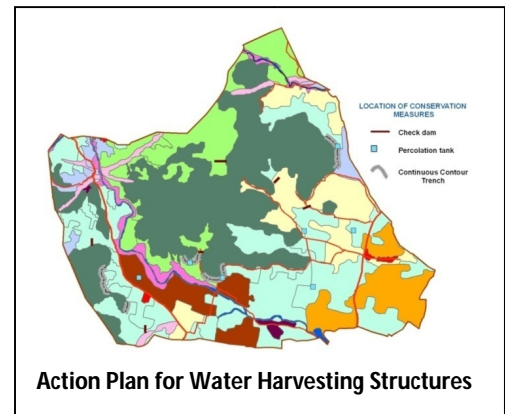 LOCATION OF CONSERVATION
MEASURES
Check dam
Percolation tank
Continuous Contour
Trench
Action Plan for Water Harvesting Structures